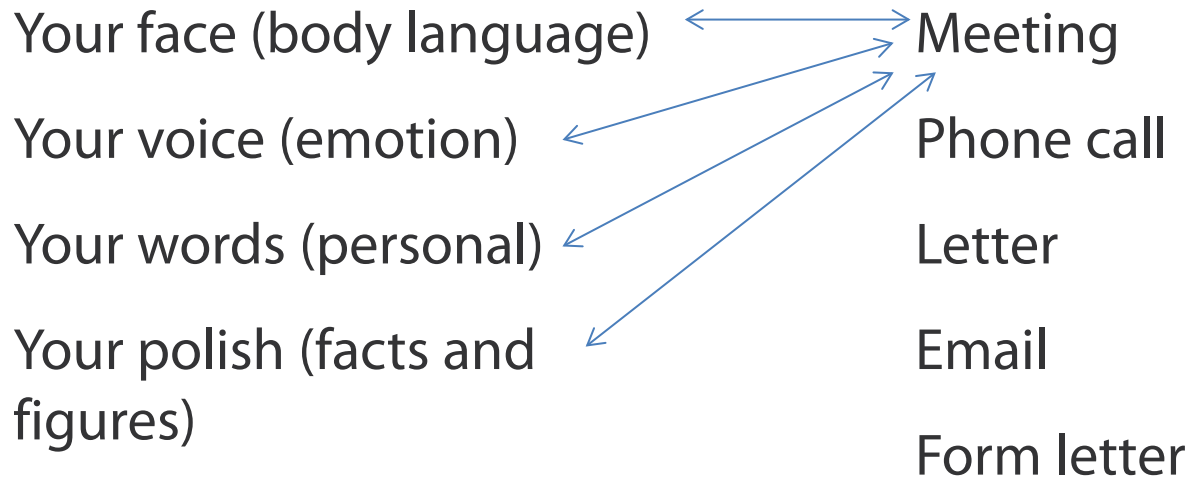 Your face (body language)
Your voice (emotion)
Your words (personal)
Your polish (facts and
figures)
Meeting
Phone call
Letter
Email
Form letter